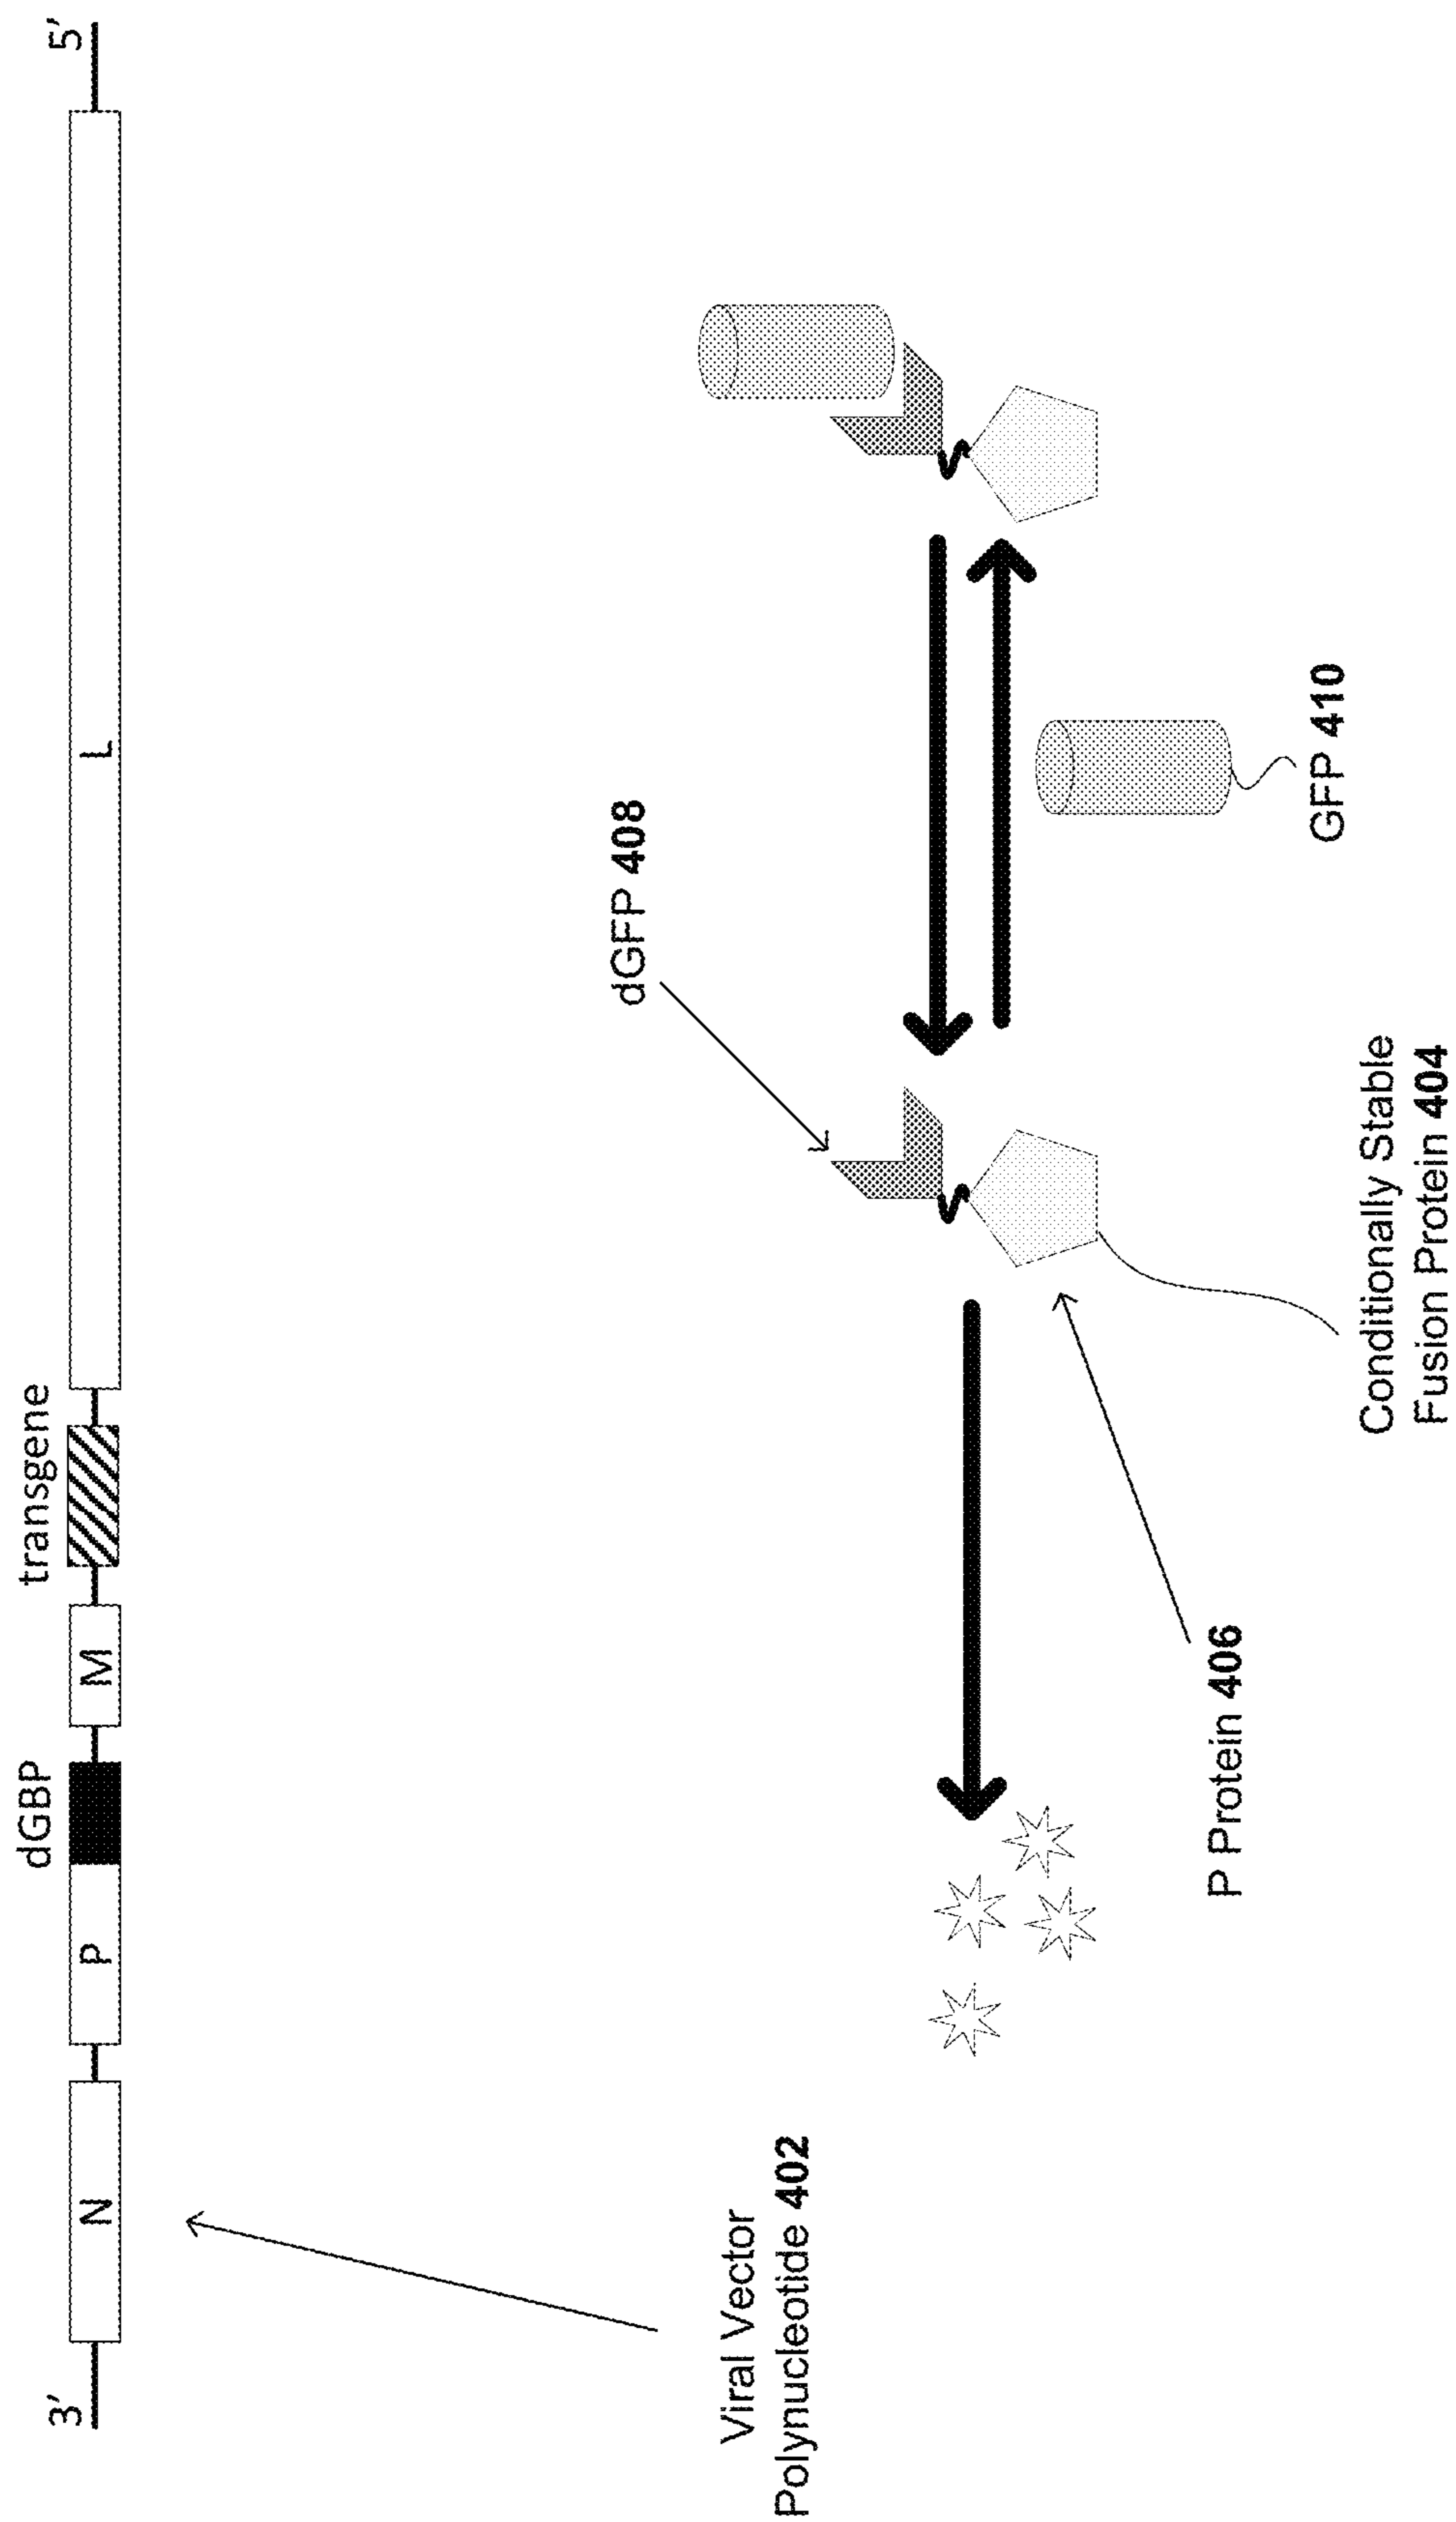 dGBP
transgene
3'
N
P
M
L
5'
Viral Vector
Polynucleotide 402
dGFP 408
P Protein 406
GFP 410
Conditionally Stable
Fusion Protein 404